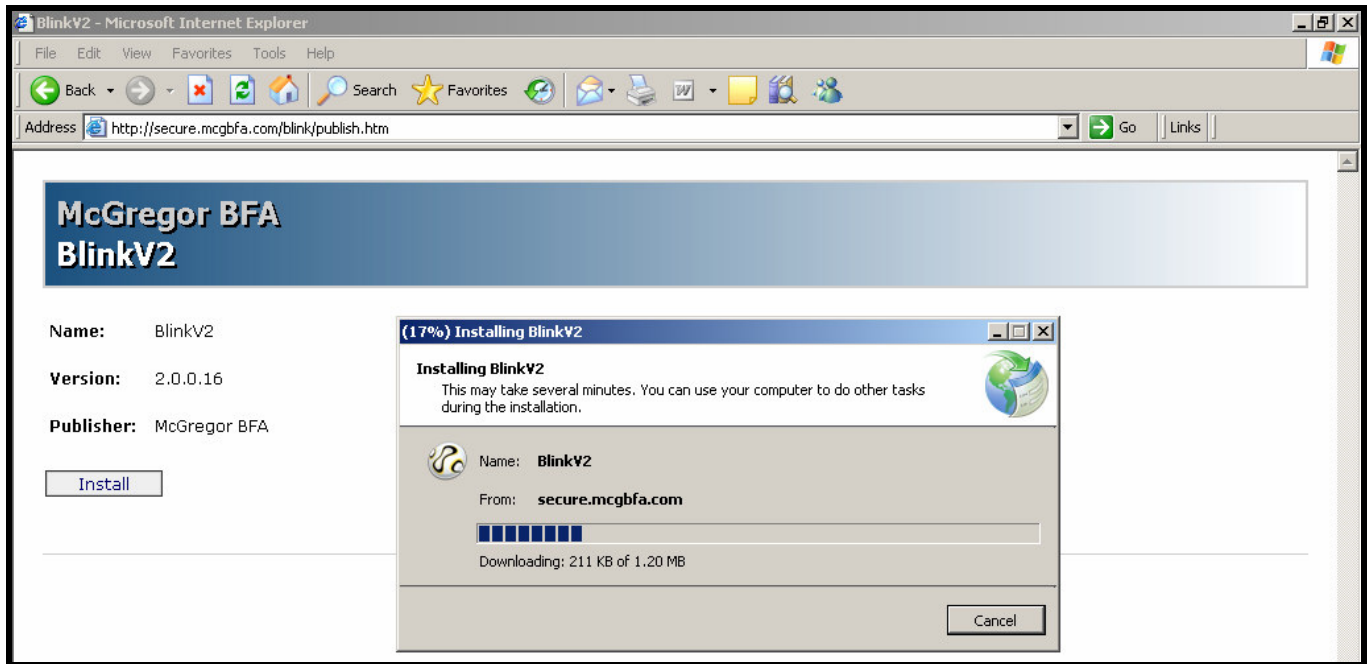 BlinkV2 - Microsoft Internet Explorer
File Edit View Favorites Tools Help
Back Search Favorites
Address http://secure.mcgbfa.com/blink/publish.htm Go Links
McGregor BFA
BlinkV2
Name: BlinkV2
Version: 2.0.0.16
Publisher: McGregor BFA
Install
(17%) Installing BlinkV2
Installing BlinkV2
This may take several minutes. You can use your computer to do other tasks
during the installation.
Name: BlinkV2
From: secure.mcgbfa.com
Downloading: 211 KB of 1.20 MB
Cancel